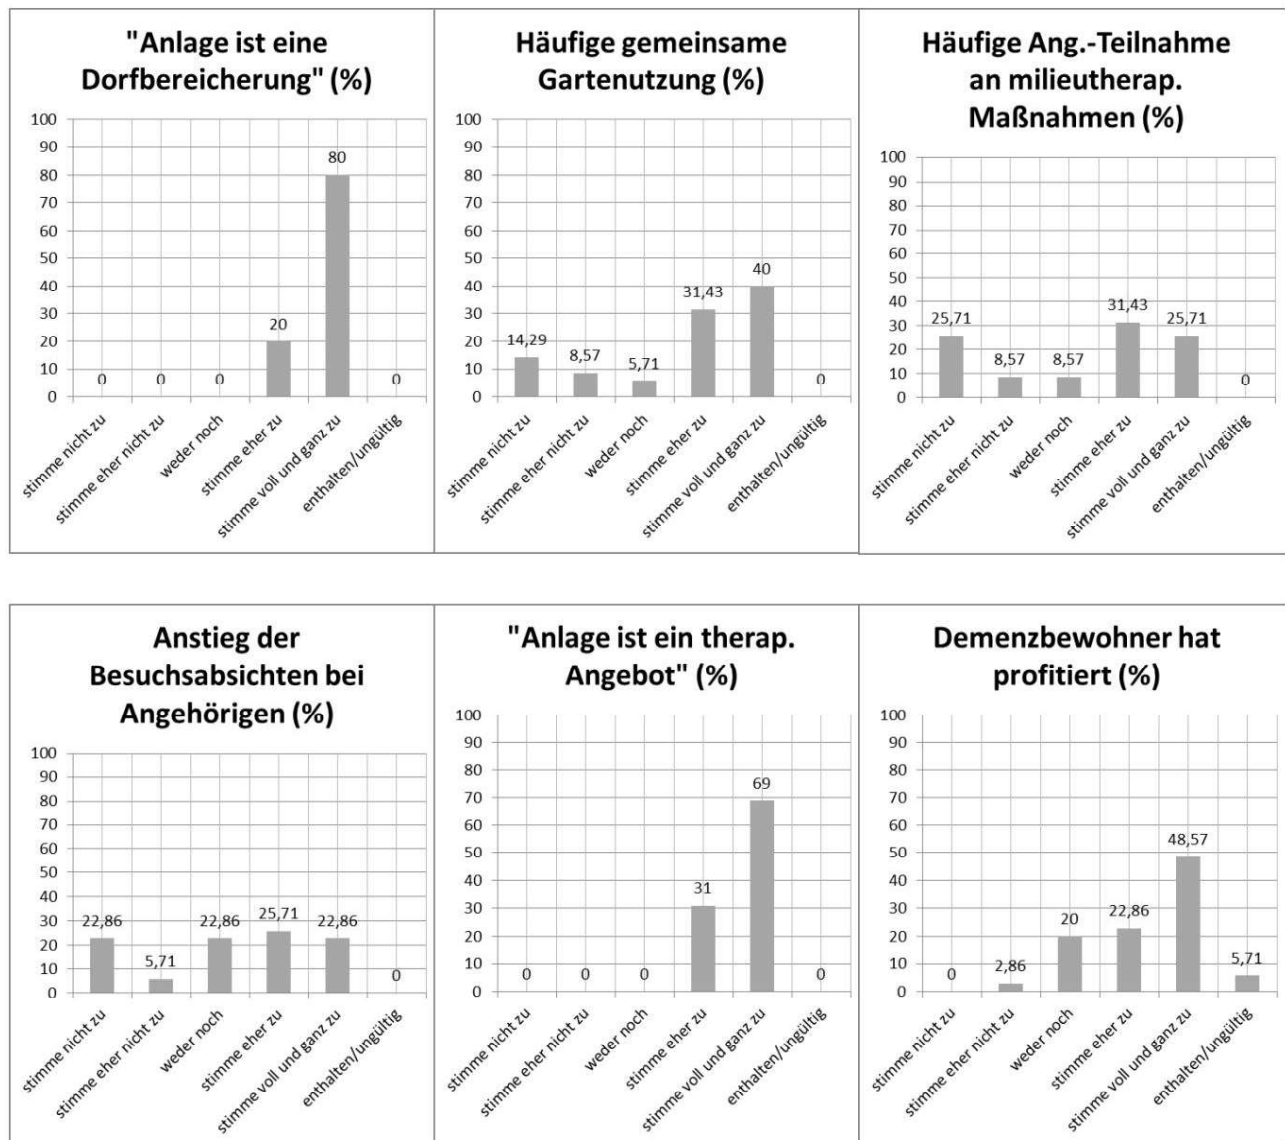 "Anlage ist eine
Dorfbereicherung" (%)
100
90
80
70
60
50
40
30
20
10
0
0
0
0
20
80
0
stimme nicht zu
stimme eher nicht zu
weder noch
stimme eher zu
stimme voll und ganz zu
enthalten/ungültig
Häufige gemeinsame
Gartenutzung (%)
100
90
80
70
60
50
40
30
20
10
0
14,29
8,57
5,71
31,43
40
0
stimme nicht zu
stimme eher nicht zu
weder noch
stimme eher zu
stimme voll und ganz zu
enthalten/ungültig
Häufige Ang.-Teilnahme
an milieutherap.
Maßnahmen (%)
100
90
80
70
60
50
40
30
20
10
0
25,71
8,57
8,57
31,43
25,71
0
stimme nicht zu
stimme eher nicht zu
weder noch
stimme eher zu
stimme voll und ganz zu
enthalten/ungültig
Anstieg der
Besuchsabsichten bei
Angehörigen (%)
100
90
80
70
60
50
40
30
20
10
0
22,86
5,71
22,86
25,71
22,86
0
stimme nicht zu
stimme eher nicht zu
weder noch
stimme eher zu
stimme voll und ganz zu
enthalten/ungültig
"Anlage ist ein therap.
Angebot" (%)
100
90
80
70
60
50
40
30
20
10
0
0
0
0
31
69
0
stimme nicht zu
stimme eher nicht zu
weder noch
stimme eher zu
stimme voll und ganz zu
enthalten/ungültig
Demenzbewohner hat
profitiert (%)
100
90
80
70
60
50
40
30
20
10
0
0
2,86
20
22,86
48,57
5,71
stimme nicht zu
stimme eher nicht zu
weder noch
stimme eher zu
stimme voll und ganz zu
enthalten/ungültig